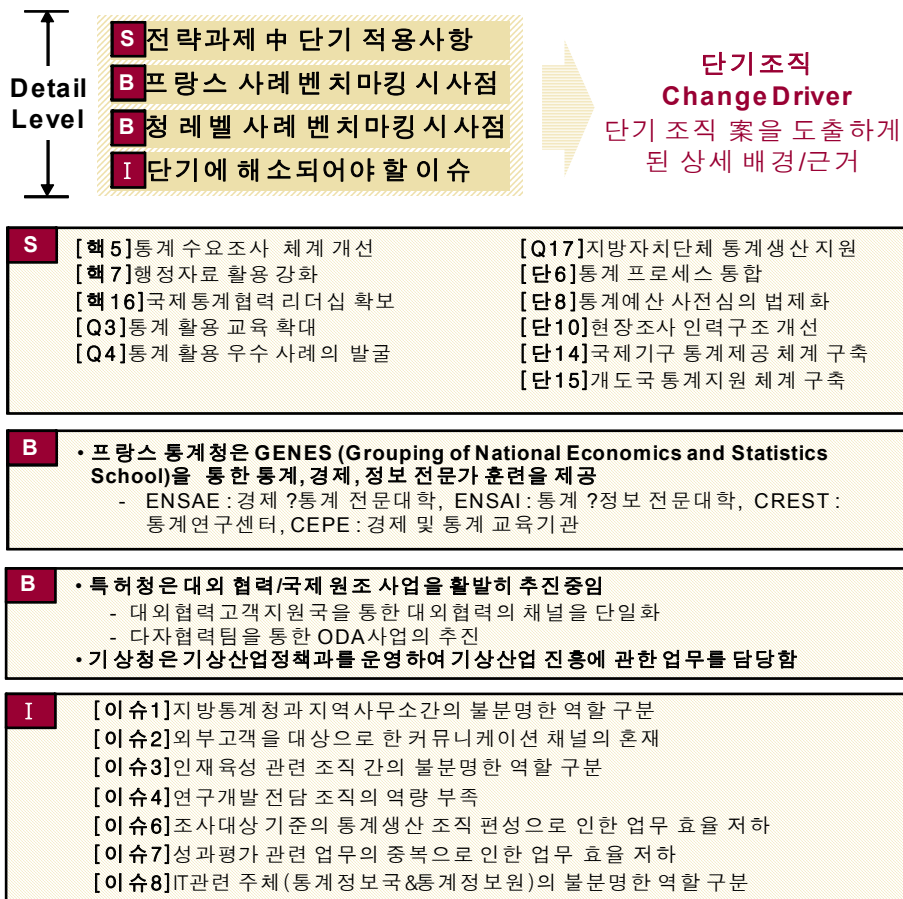 Detail
Level
S 전략과제 中 단기 적용사항
B 프랑스 사례 벤치마킹 시사점
B 청 레벨 사례 벤치마킹 시사점
I 단기에 해소되어야 할 이슈
단기조직
Change Driver
단기 조직 案을 도출하게
된 상세 배경/근거
S
[핵5]통계 수요조사 체계 개선
[핵7]행정자료 활용 강화
[핵16]국제통계협력 리더십 확보
[Q3]통계 활용 교육 확대
[Q4]통계 활용 우수 사례의 발굴
[Q17]지방자치단체 통계생산 지원
[단6]통계 프로세스 통합
[단8]통계예산 사전심의 법제화
[단10]현장조사 인력구조 개선
[단14]국제기구 통계제공 체계 구축
[단15]개도국 통계지원 체계 구축
B
• 프랑스 통계청은 GENES (Grouping of National Economics and Statistics
School)을 통한 통계, 경제, 정보 전문가 훈련을 제공
- ENSAE : 경제 ?통계 전문대학, ENSAI : 통계 ?정보 전문대학, CREST :
통계연구센터, CEPE : 경제 및 통계 교육기관
B
• 특허청은 대외 협력/국제 원조 사업을 활발히 추진중임
- 대외협력고객지원국을 통한 대외협력의 채널을 단일화
- 다자협력팀을 통한 ODA사업의 추진
• 기상청은 기상산업정책과를 운영하여 기상산업 진흥에 관한 업무를 담당함
I
[이슈1]지방통계청과 지역사무소간의 불분명한 역할 구분
[이슈2]외부고객을 대상으로 한 커뮤니케이션 채널의 혼재
[이슈3]인재육성 관련 조직 간의 불분명한 역할 구분
[이슈4]연구개발 전담 조직의 역량 부족
[이슈6]조사대상 기준의 통계생산 조직 편성으로 인한 업무 효율 저하
[이슈7]성과평가 관련 업무의 중복으로 인한 업무 효율 저하
[이슈8]IT관련 주체(통계정보국&통계정보원)의 불분명한 역할 구분